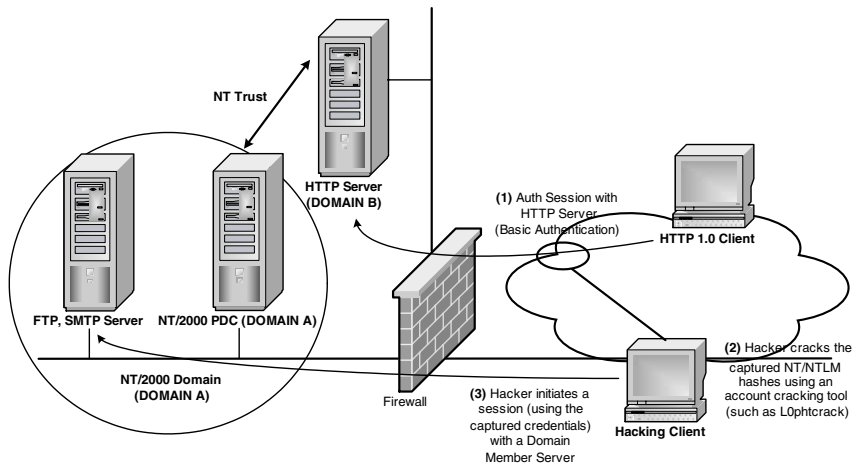 NT Trust
HTTP Server
(DOMAIN B)
(1) Auth Session with
HTTP Server
(Basic Authentication)
HTTP 1.0 Client
FTP, SMTP Server
NT/2000 PDC (DOMAIN A)
NT/2000 Domain
(DOMAIN A)
Firewall
(2) Hacker cracks the
captured NT/NTLM
hashes using an
account cracking tool
(such as L0phtcrack)
(3) Hacker initiates a
session (using the
captured credentials)
with a Domain
Member Server
Hacking Client